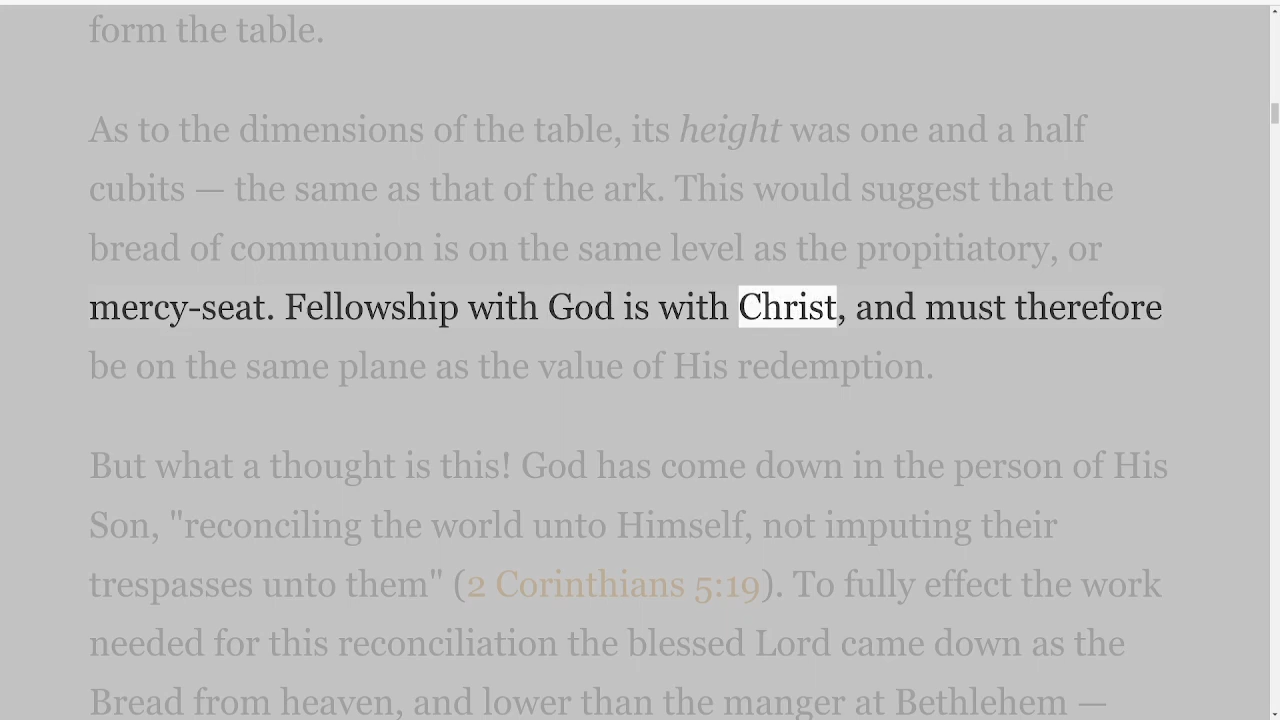 form the table.
As to the dimensions of the table, its height was one and a half
cubits — the same as that of the ark. This would suggest that the
bread of communion is on the same level as the propitiatory, or
mercy-seat. Fellowship with God is with Christ, and must therefore
be on the same plane as the value of His redemption.
But what a thought is this! God has come down in the person of His
Son, "reconciling the world unto Himself, not imputing their
trespasses unto them" (2 Corinthians 5:19). To fully effect the work
needed for this reconciliation the blessed Lord came down as the
Bread from heaven, and lower than the manger at Bethlehem —